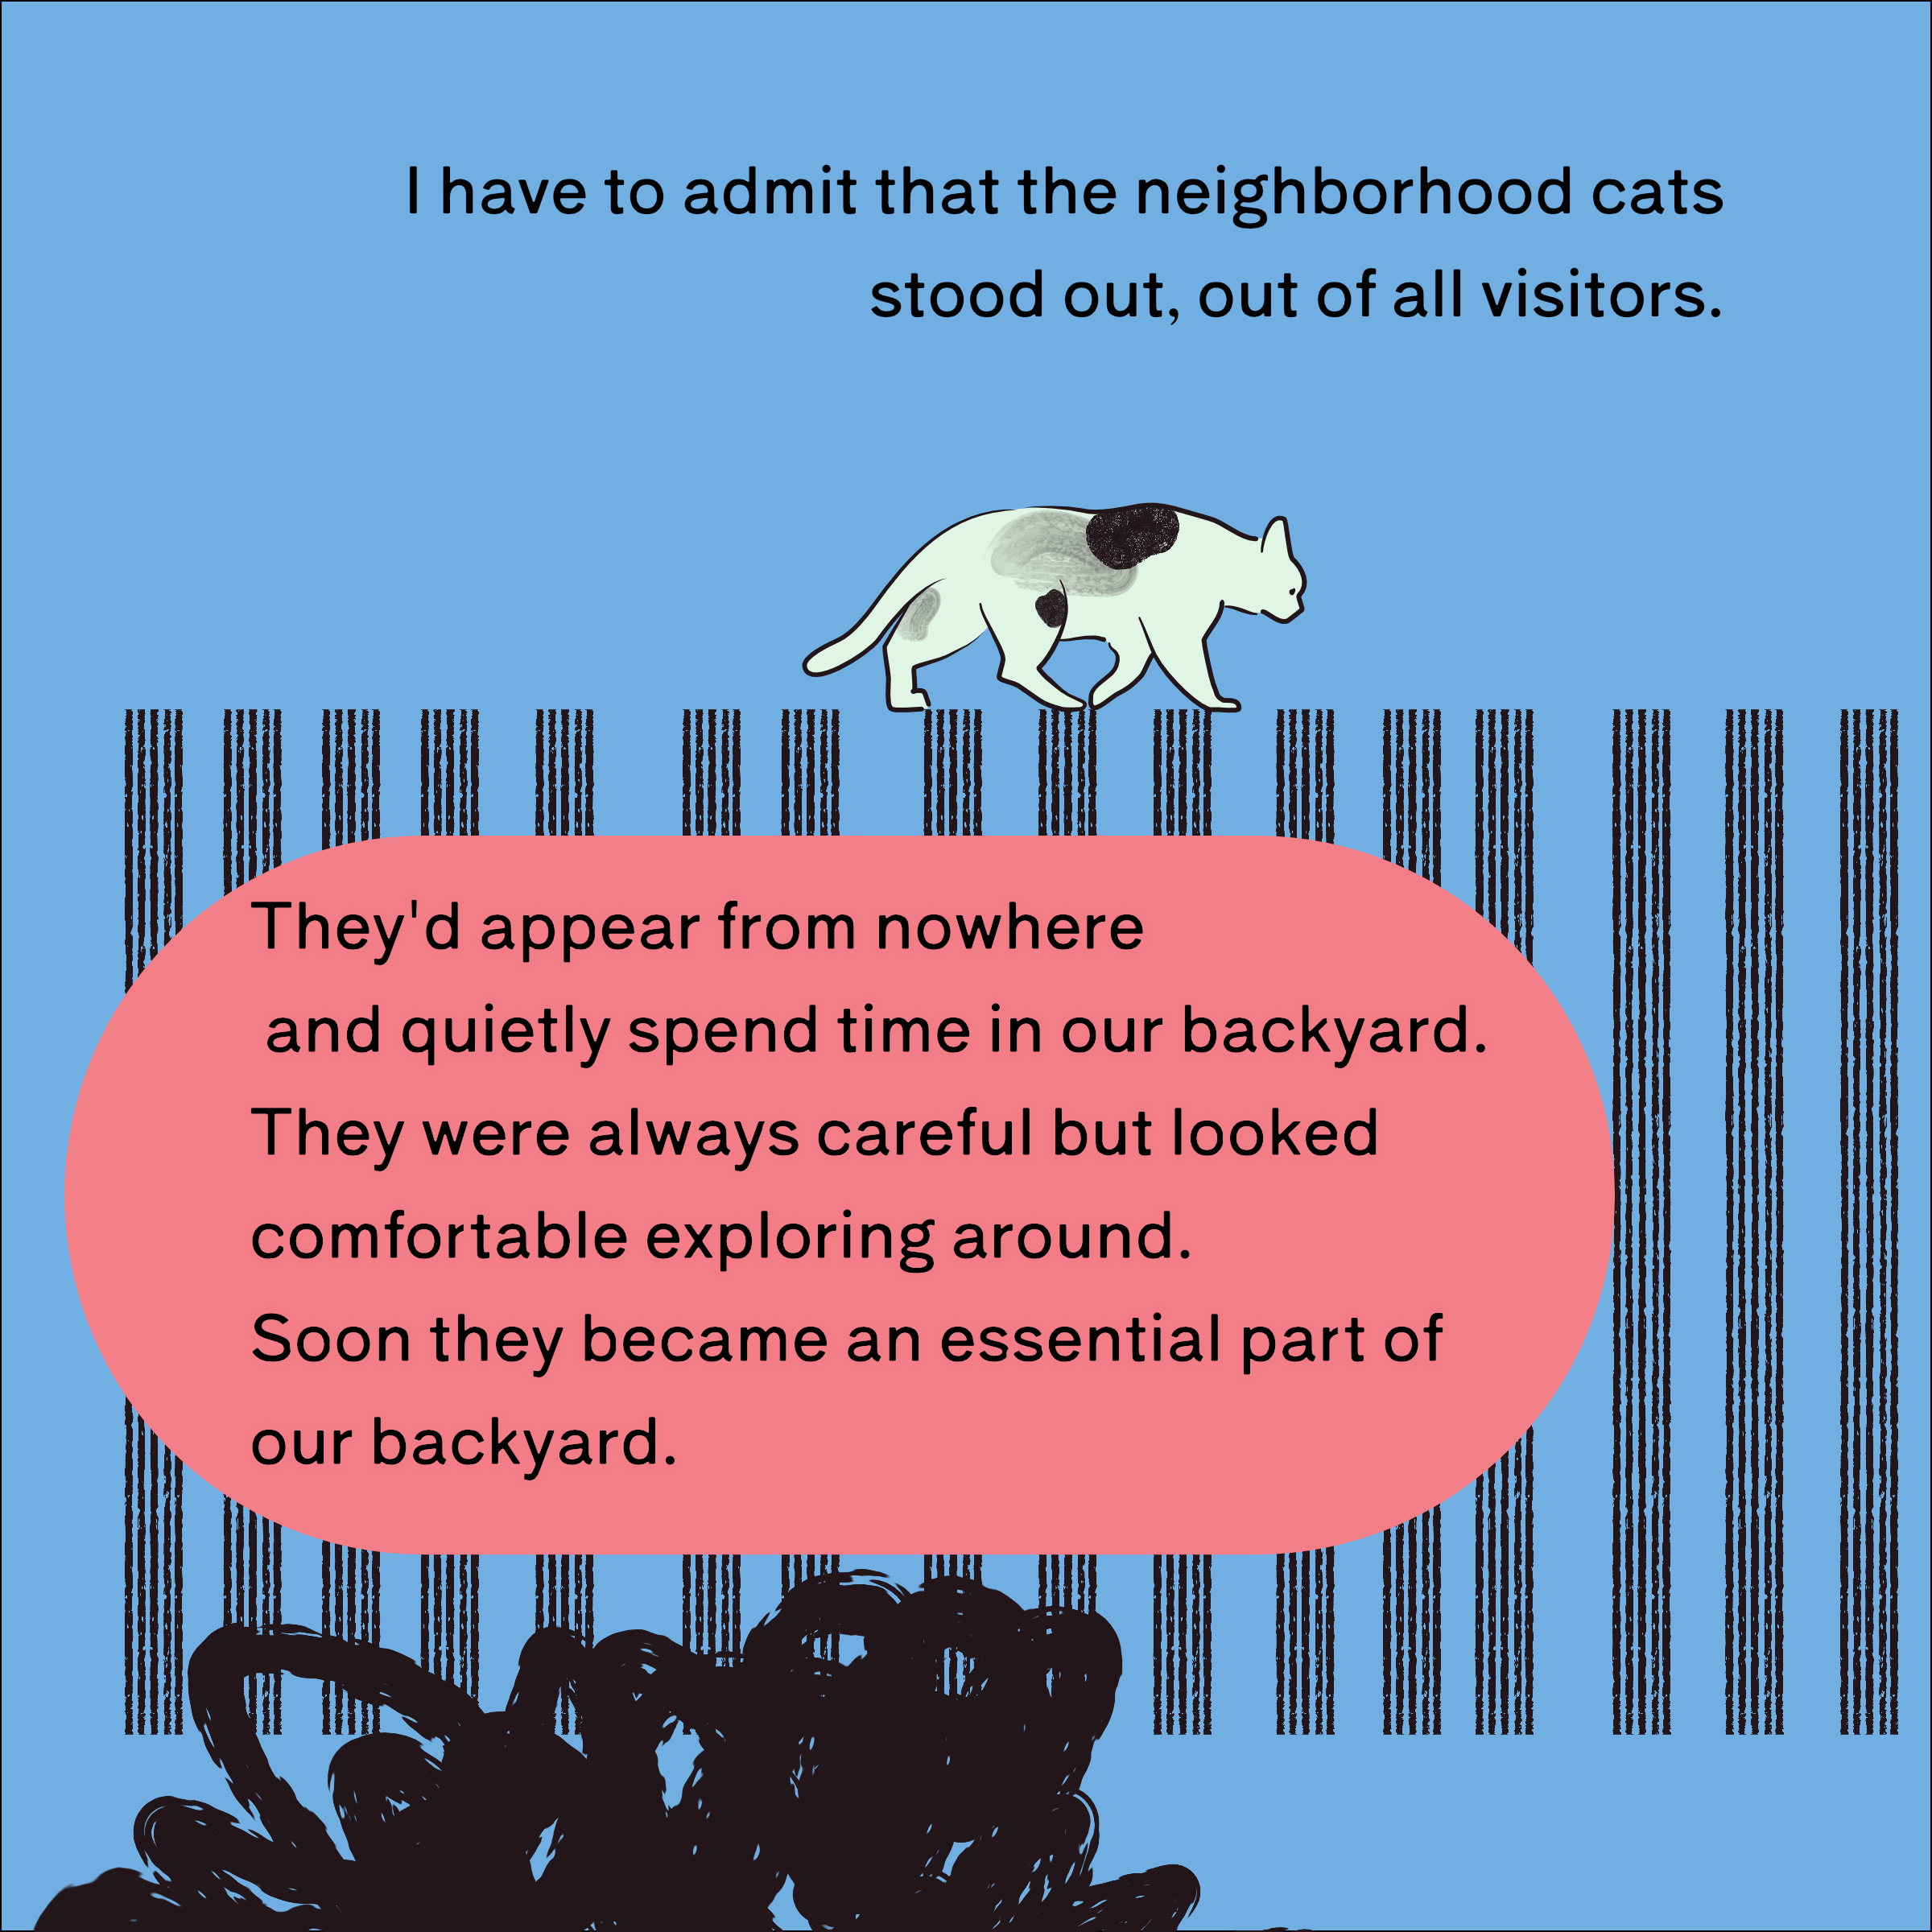 I have to admit that the neighborhood cats
stood out, out of all visitors.
They'd appear from nowhere
and quietly spend time in our backyard.
They were always careful but looked
comfortable exploring around.
Soon they became an essential part of
our backyard.